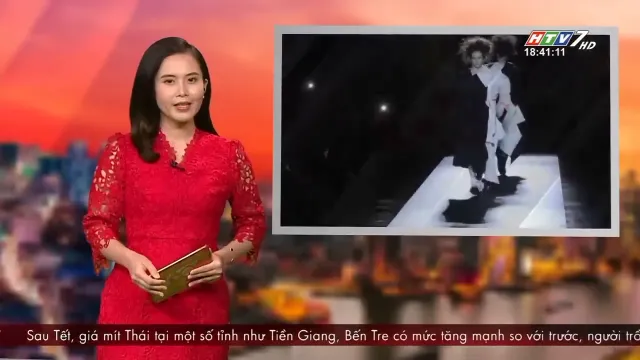 HTV7 HD
18:41:11
Sau Tết, giá mít Thái tại một số tỉnh như Tiền Giang, Bến Tre có mức tăng mạnh so với trước, người